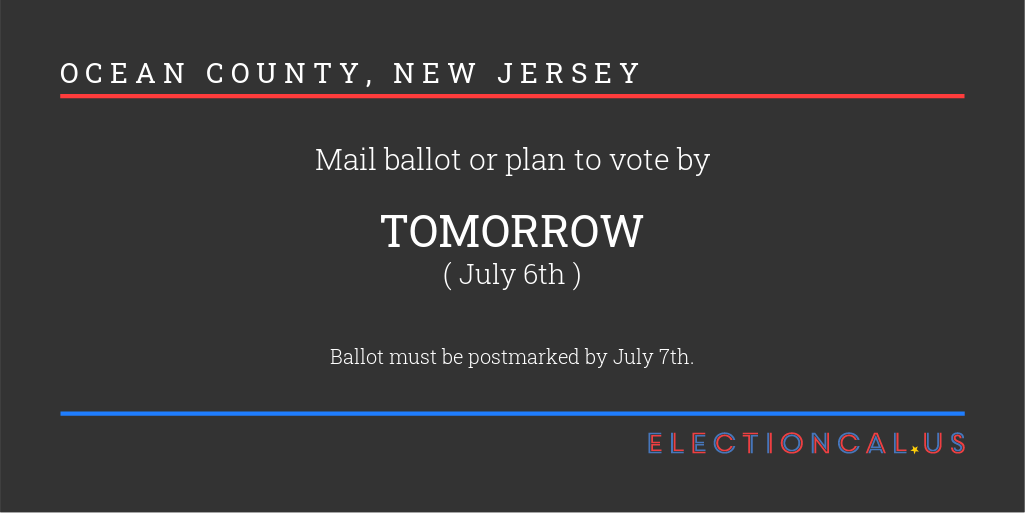 OCEAN COUNTY, NEW JERSEY
Mail ballot or plan to vote by
TOMORROW
( July 6th )
Ballot must be postmarked by July 7th.
ELECTIONCAL.US